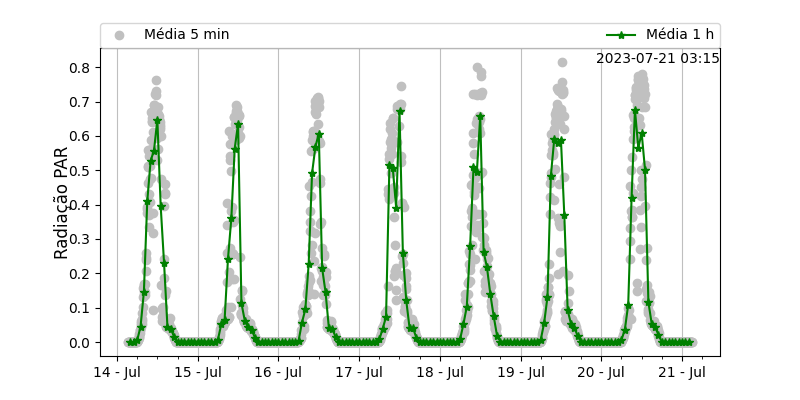 Média 5 min
Média 1 h
2023-07-21 03:15
Radiação PAR
0.8
0.7
0.6
0.5
0.4
0.3
0.2
0.1
0.0
14 - Jul
15 - Jul
16 - Jul
17 - Jul
18 - Jul
19 - Jul
20 - Jul
21 - Jul